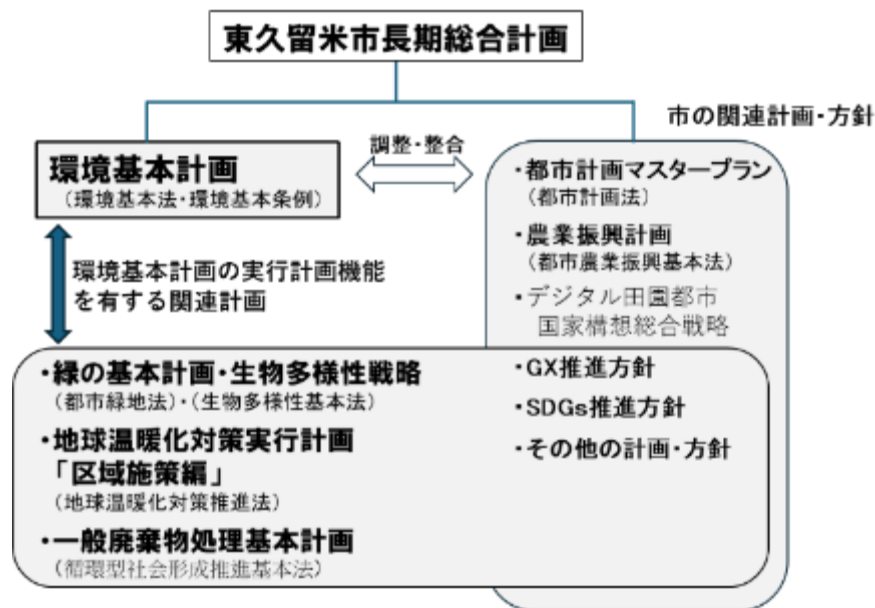 東久留米市長期総合計画
市の関連計画・方針
調整・整合
環境基本計画
(環境基本法・環境基本条例)
・都市計画マスタープラン
(都市計画法)
・農業振興計画
(都市農業振興基本法)
・デジタル田園都市
国家構想総合戦略
環境基本計画の実行計画機能
を有する関連計画
・緑の基本計画・生物多様性戦略
(都市緑地法)・(生物多様性基本法)
・地球温暖化対策実行計画
「区域施策編」
(地球温暖化対策推進法)
・一般廃棄物処理基本計画
(循環型社会形成推進基本法)
・GX推進方針
・SDGs推進方針
・その他の計画・方針